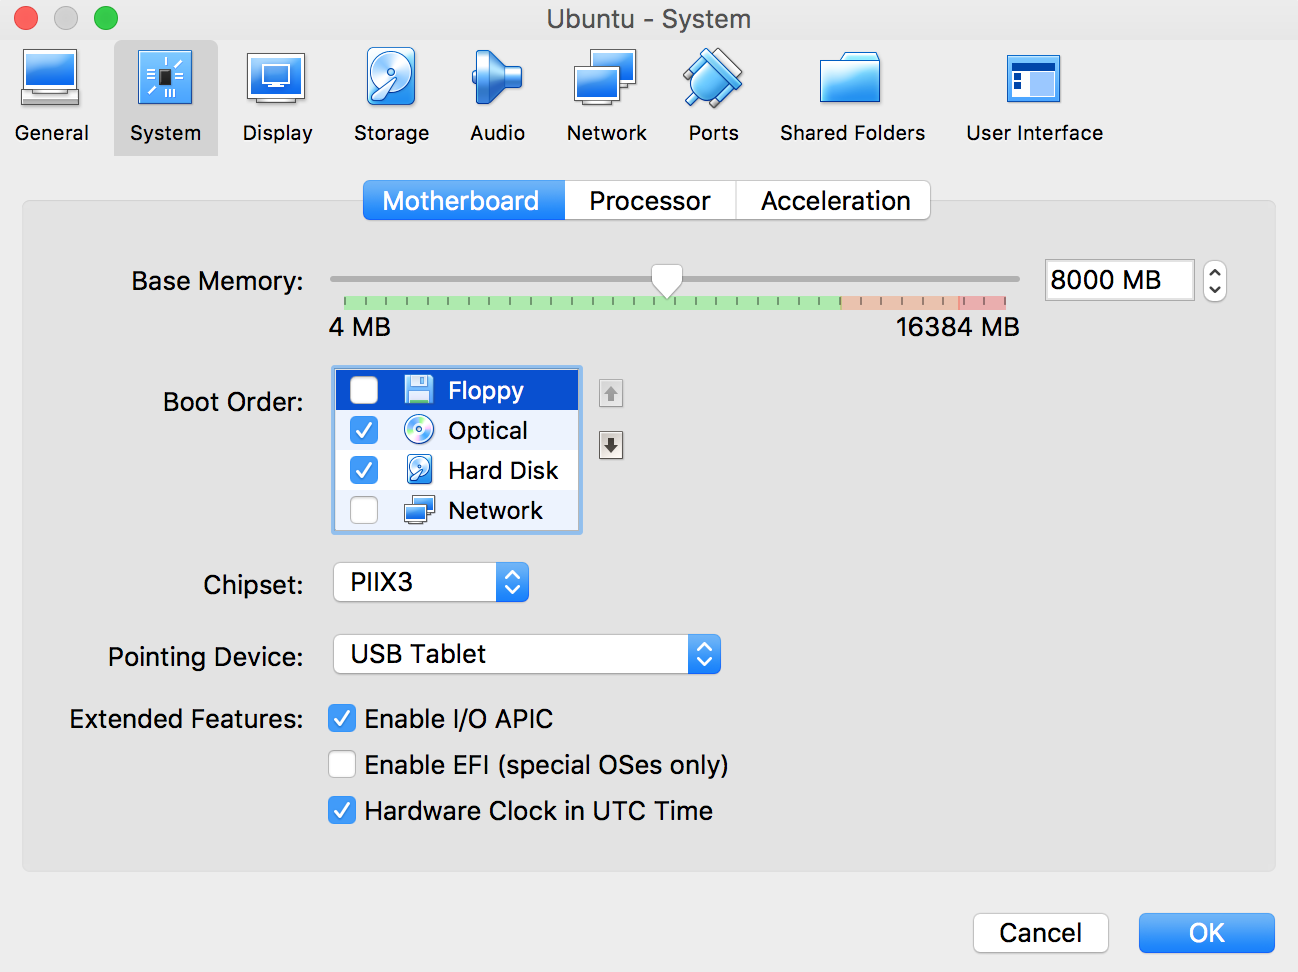 Ubuntu - System
General System Display Storage Audio Network Ports Shared Folders User Interface
Motherboard Processor Acceleration
Base Memory: 8000 MB
4 MB 16384 MB
Boot Order: Floppy
Optical
Hard Disk
Network
Chipset: PIIX3
Pointing Device: USB Tablet
Extended Features: Enable I/O APIC
Enable EFI (special OSes only)
Hardware Clock in UTC Time
Cancel OK